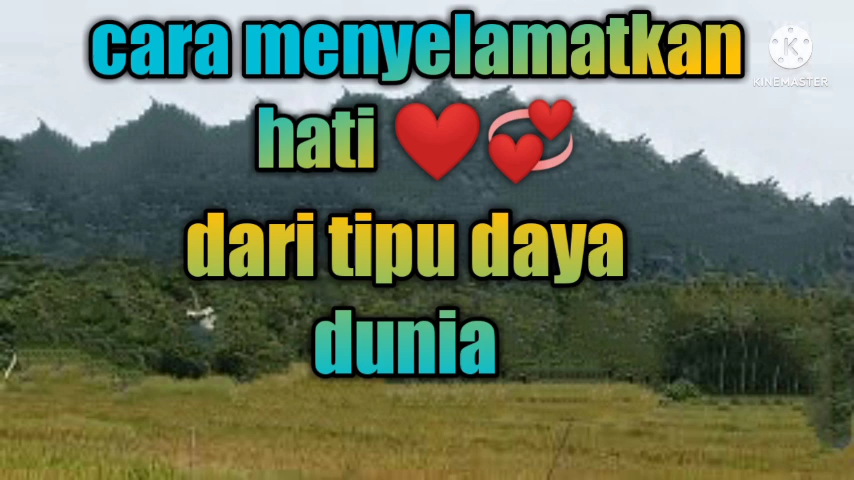 cara menyelamatkan
hati ❤️💞
dari tipu daya
dunia
KINEMASTER